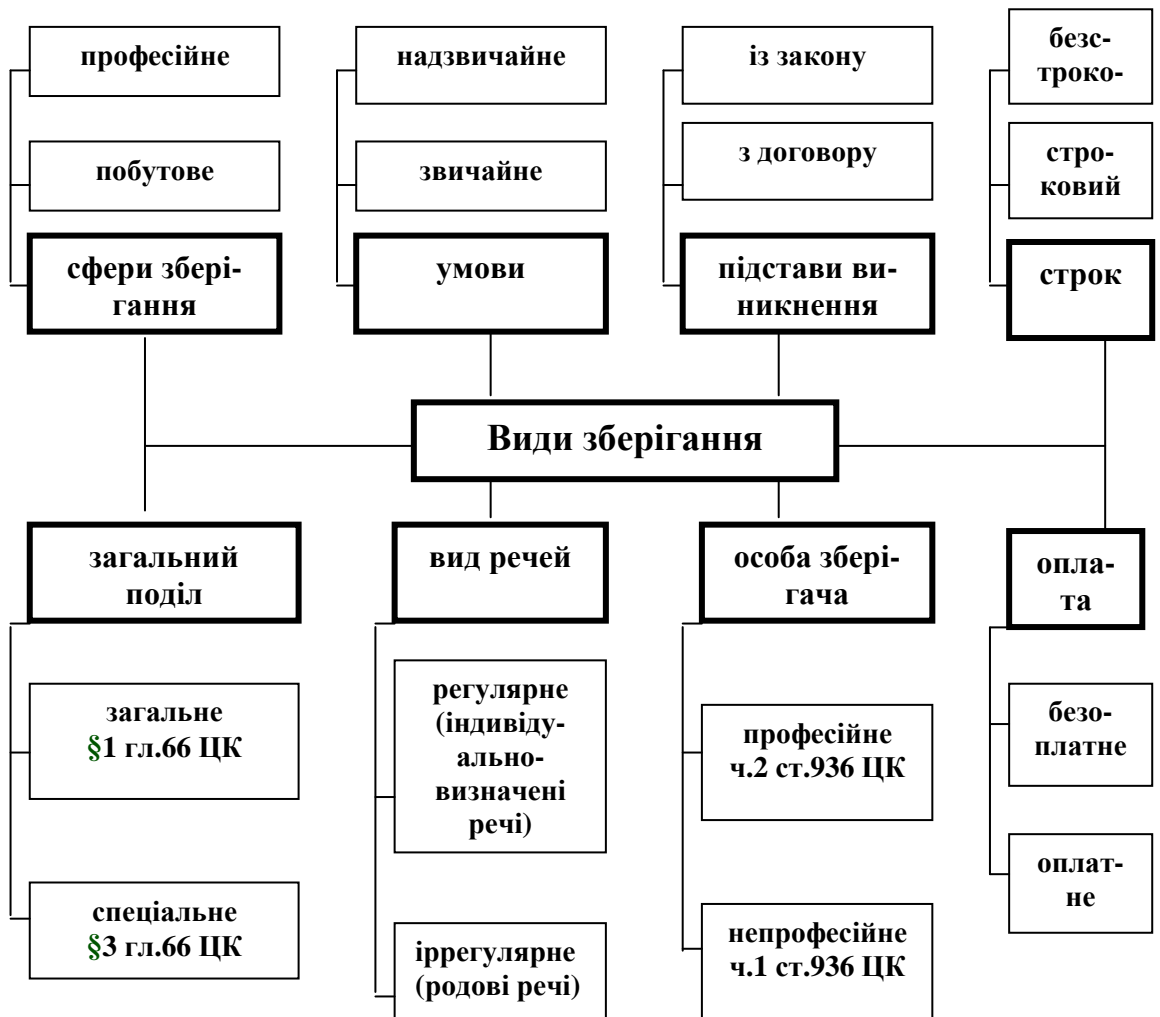 професійне
побутове
сфери збері-
гання
надзвичайне
звичайне
умови
із закону
з договору
підстави ви-
никнення
безс-
троко-
стро-
ковий
строк
Види зберігання
загальний
поділ
загальне
§1 гл.66 ЦК
спеціальне
§3 гл.66 ЦК
вид речей
регулярне
(індивіду-
ально-
визначені
речі)
іррегулярне
(родові речі)
особа збері-
гача
професійне
ч.2 ст.936 ЦК
непрофесійне
ч.1 ст.936 ЦК
опла-
та
безо-
платне
оплат-
не